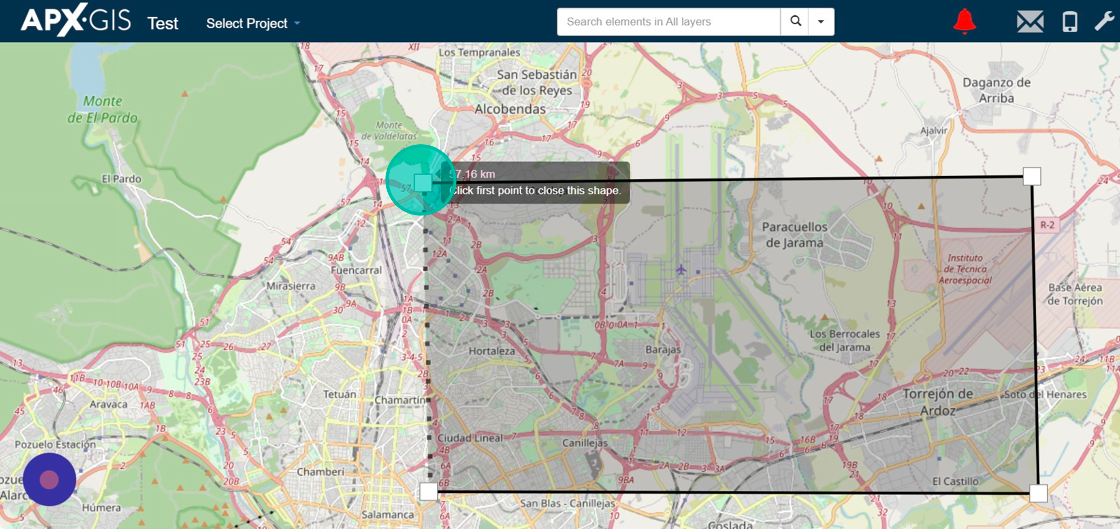 APX·GIS
Test
Select Project
Search elements in All layers
Los Tempranales
San Sebastián
de los Reyes
Alcobendas
Daganzo de
Arriba
Ajalvir
Monte
de El Pardo
Monte de
Valdelatas
El Pardo
57.16 km
Click first point to close this shape.
R-2
Paracuellos
de Jarama
Instituto
de Técnica
Aeroespacial
Base Aérea
de Torrejón
Fuencarral
Mirasierra
Los Berrocales
del Jarama
Hortaleza
Barajas
Tetuán
Chamartín
Aravaca
Torrejón de
Ardoz
Soto del Henares
Ciudad Lineal
Canillejas
Pozuelo Estación
Chamberí
El Castillo
Húmera
San Blas - Canillejas
Salamanca
Coslada